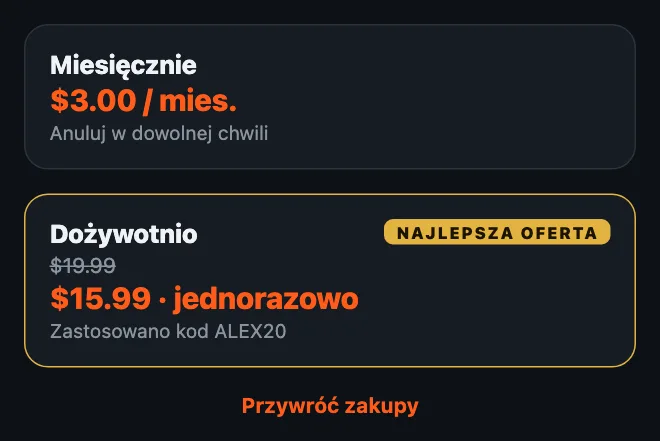 Miesięcznie
$3.00 / mies.
Anuluj w dowolnej chwili
Dożywotnio
NAJLEPSZA OFERTA
$19.99
$15.99 · jednorazowo
Zastosowano kod ALEX20
Przywróć zakupy